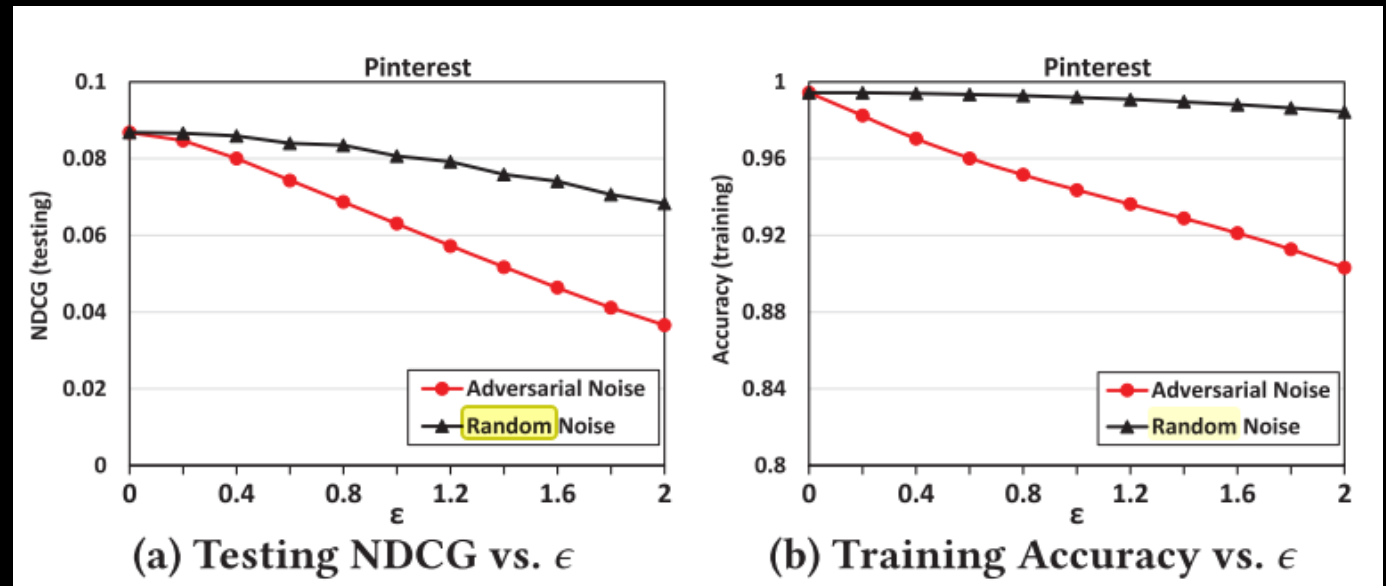 Pinterest
0.1
0.08
0.06
0.04
0.02
0
NDCG (testing)
Adversarial Noise
Random Noise
0 0.4 0.8 1.2 1.6 2
ε
(a) Testing NDCG vs. ϵ
Pinterest
1
0.96
0.92
0.88
0.84
0.8
Accuracy (training)
Adversarial Noise
Random Noise
0 0.4 0.8 1.2 1.6 2
ε
(b) Training Accuracy vs. ϵ